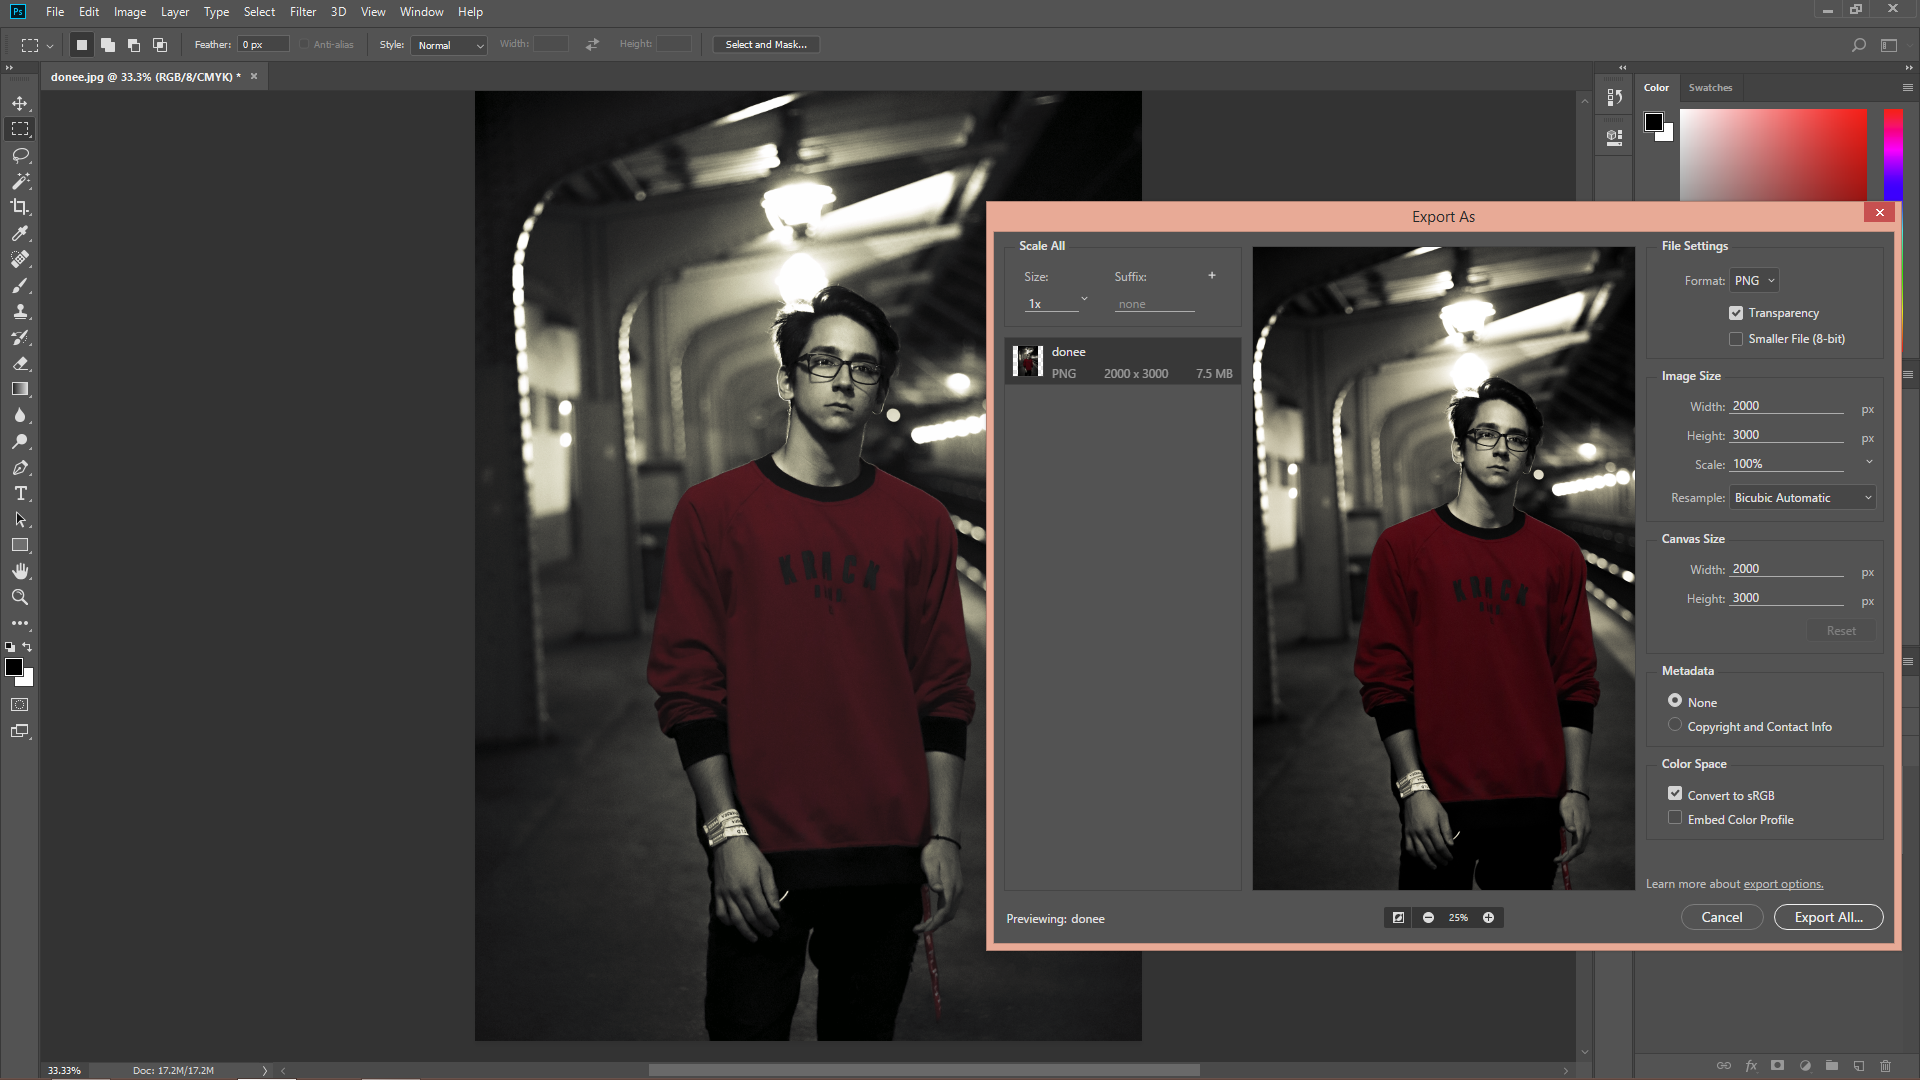 Ps File Edit Image Layer Type Select Filter 3D View Window Help
Feather: 0 px Anti-alias Style: Normal Width: Height: Select and Mask...
donee.jpg @ 33.3% (RGB/8/CMYK) *
Color Swatches
Export As
Scale All
Size: Suffix:
1x none
donee
PNG 2000 x 3000 7.5 MB
File Settings
Format: PNG
Transparency
Smaller File (8-bit)
Image Size
Width: 2000 px
Height: 3000 px
Scale: 100%
Resample: Bicubic Automatic
Canvas Size
Width: 2000 px
Height: 3000 px
Reset
Metadata
None
Copyright and Contact Info
Color Space
Convert to sRGB
Embed Color Profile
Learn more about export options.
Previewing: donee 25% Cancel Export All...
33.33% Doc: 17.2M/17.2M